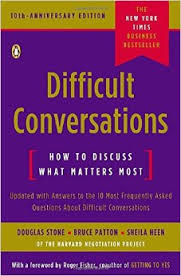 10th-ANNIVERSARY EDITION
THE
NEW YORK
TIMES
BUSINESS
BESTSELLER
Difficult
Conversations
HOW TO DISCUSS
WHAT MATTERS MOST
Updated with Answers to the 10 Most Frequently Asked
Questions About Difficult Conversations
DOUGLAS STONE BRUCE PATTON SHEILA HEEN
OF THE HARVARD NEGOTIATION PROJECT
With a foreword by Roger Fisher, coauthor of GETTING TO YES